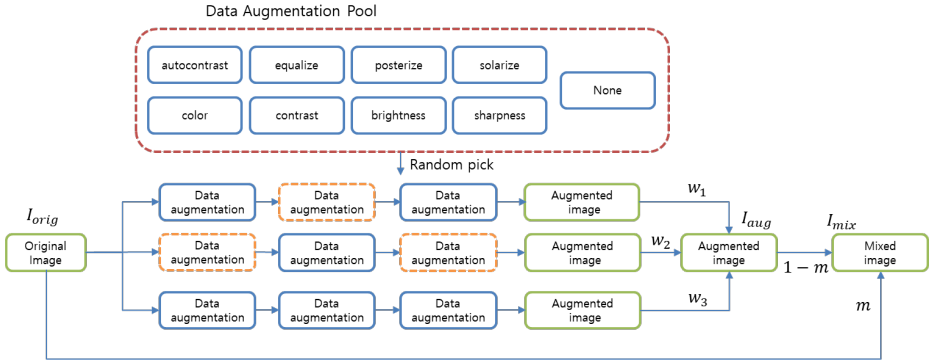 Data Augmentation Pool
autocontrast
equalize
posterize
solarize
None
color
contrast
brightness
sharpness
Random pick
Data
augmentation
Data
augmentation
Data
augmentation
Augmented
image
w₁
I_orig
Original
Image
Data
augmentation
Data
augmentation
Data
augmentation
Augmented
image
w₂
I_aug
Augmented
image
1 − m
I_mix
Mixed
image
Data
augmentation
Data
augmentation
Data
augmentation
Augmented
image
w₃
m